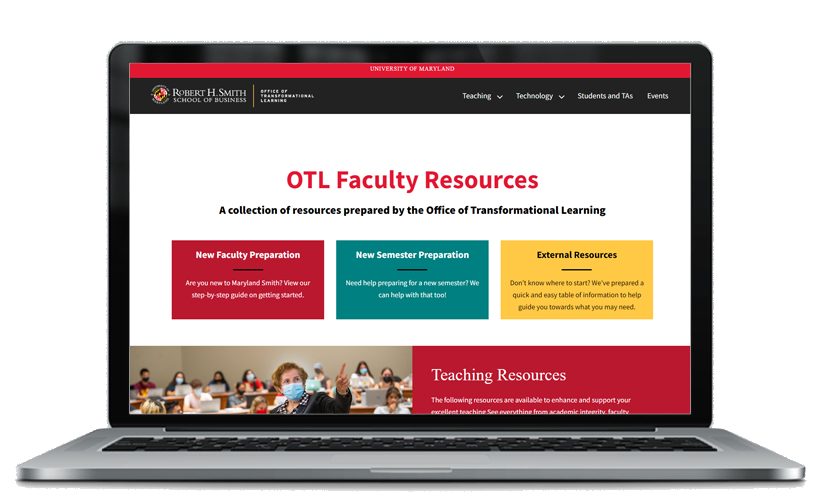 UNIVERSITY OF MARYLAND
ROBERT H. SMITH
SCHOOL OF BUSINESS
OFFICE OF
TRANSFORMATIONAL
LEARNING
Teaching
Technology
Students and TAs
Events
OTL Faculty Resources
A collection of resources prepared by the Office of Transformational Learning
New Faculty Preparation
Are you new to Maryland Smith? View our
step-by-step guide on getting started.
New Semester Preparation
Need help preparing for a new semester? We
can help with that too!
External Resources
Don't know where to start? We've prepared a
quick and easy table of information to help
guide you towards what you may need.
Teaching Resources
The following resources are available to enhance and support your
excellent teaching See everything from academic integrity, faculty